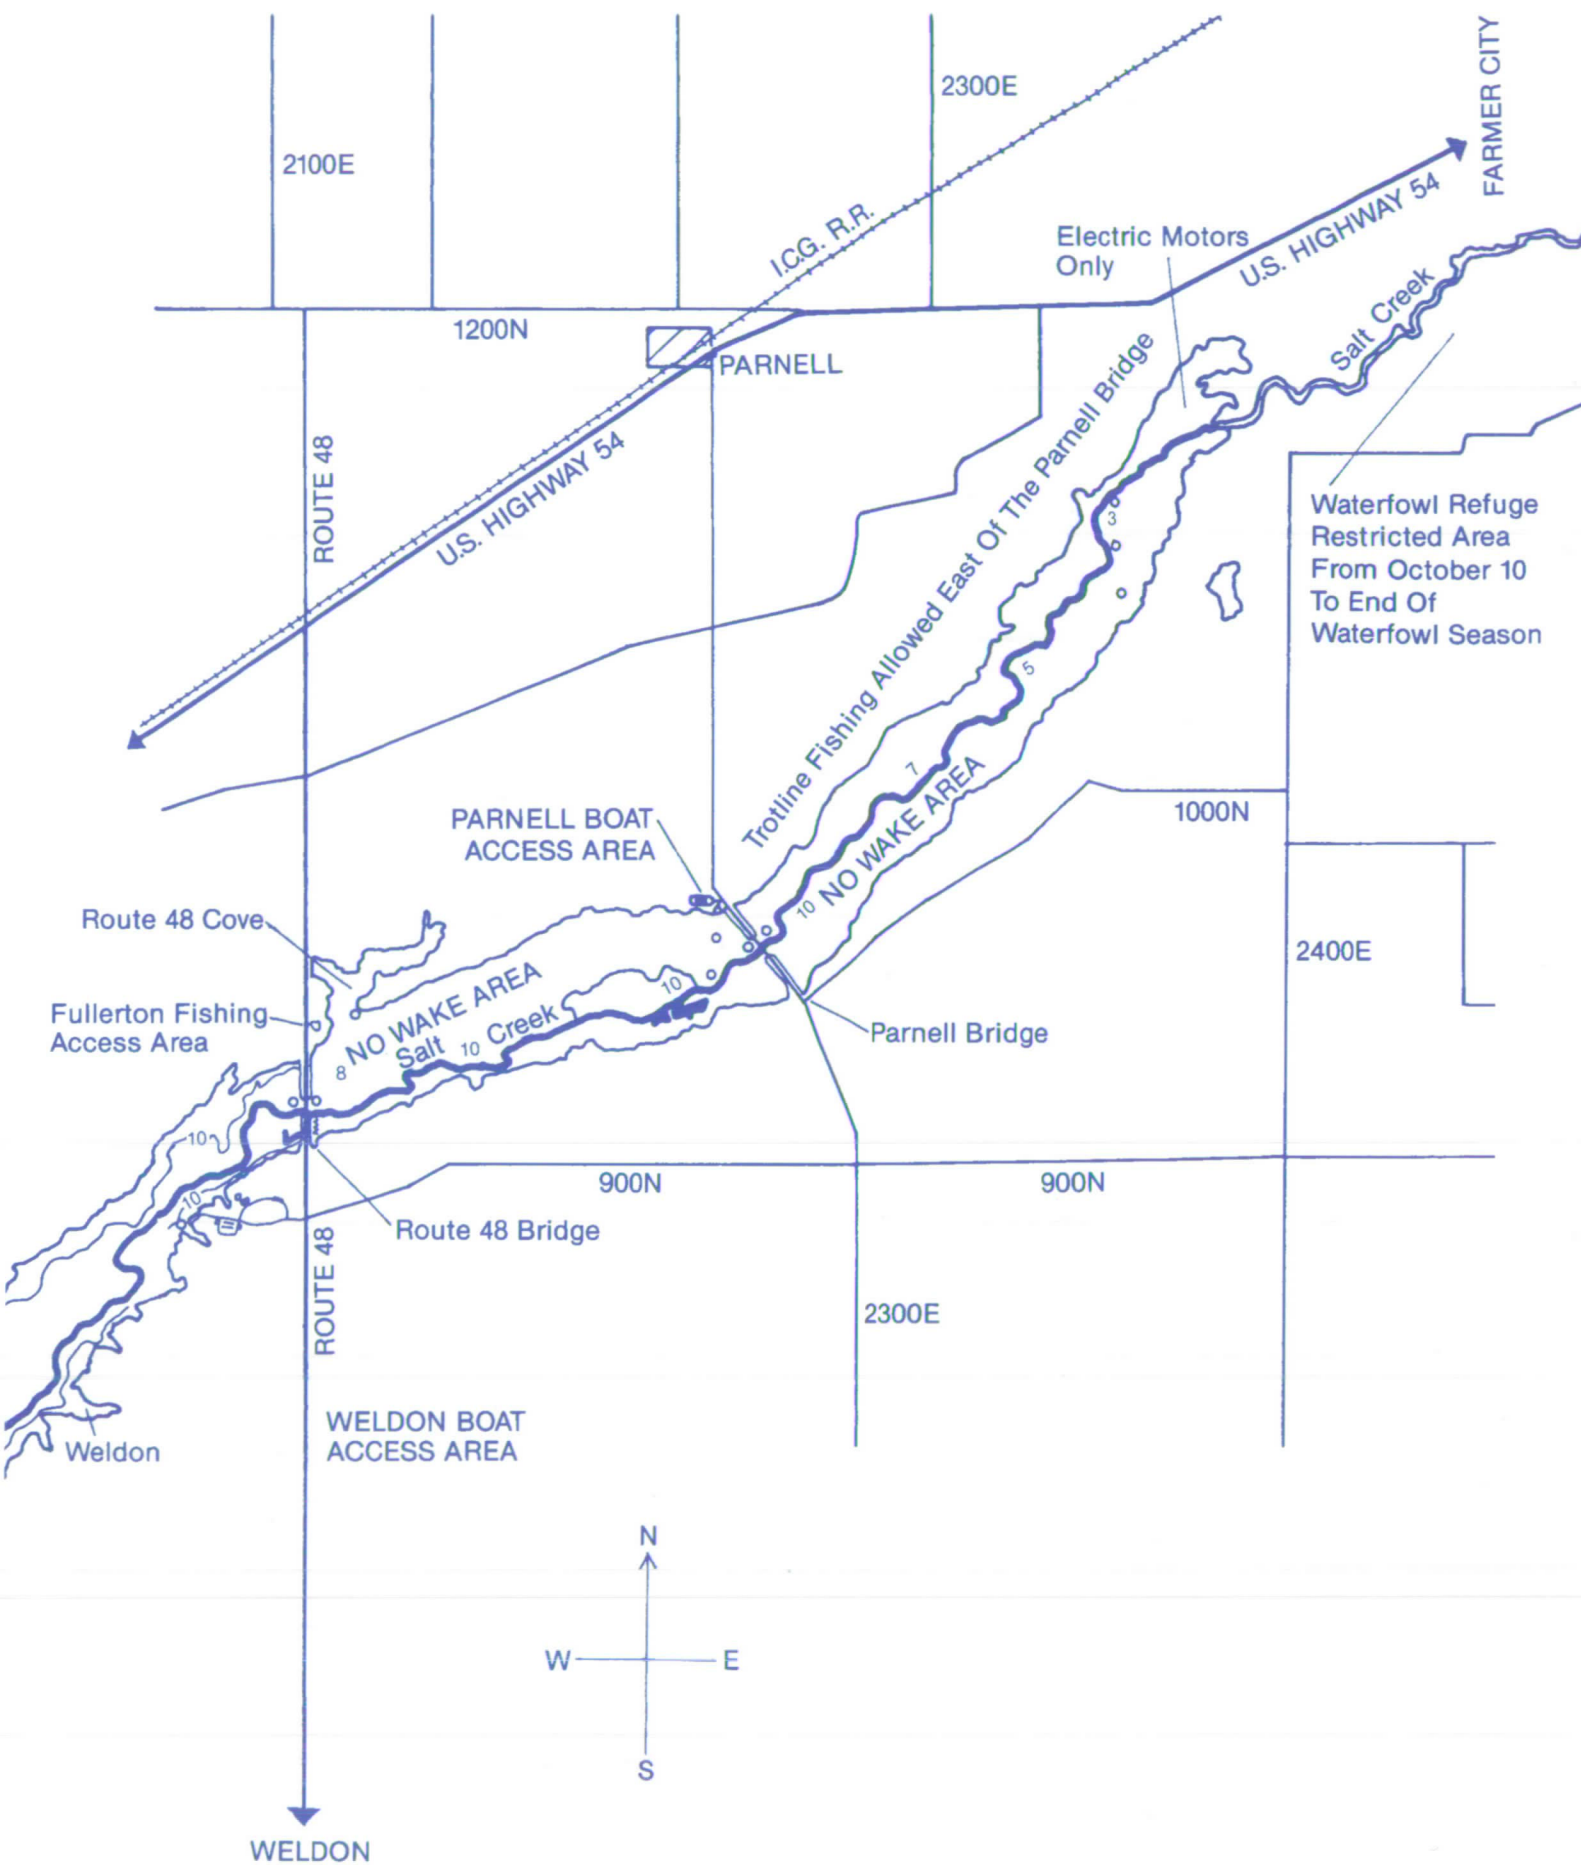 FARMER CITY
2300E
2100E
I.C.G. R.R.
Electric Motors
Only
U.S. HIGHWAY 54
Salt Creek
1200N
PARNELL
ROUTE 48
U.S. HIGHWAY 54
Trotline Fishing Allowed East Of The Parnell Bridge
3
Waterfowl Refuge
Restricted Area
From October 10
To End Of
Waterfowl Season
5
7
NO WAKE AREA
10
1000N
PARNELL BOAT
ACCESS AREA
Route 48 Cove
2400E
10
NO WAKE AREA
Fullerton Fishing
Access Area
Salt
10
Creek
8
Parnell Bridge
10
10
900N
900N
Route 48 Bridge
ROUTE 48
2300E
WELDON BOAT
ACCESS AREA
Weldon
N
W
E
S
WELDON